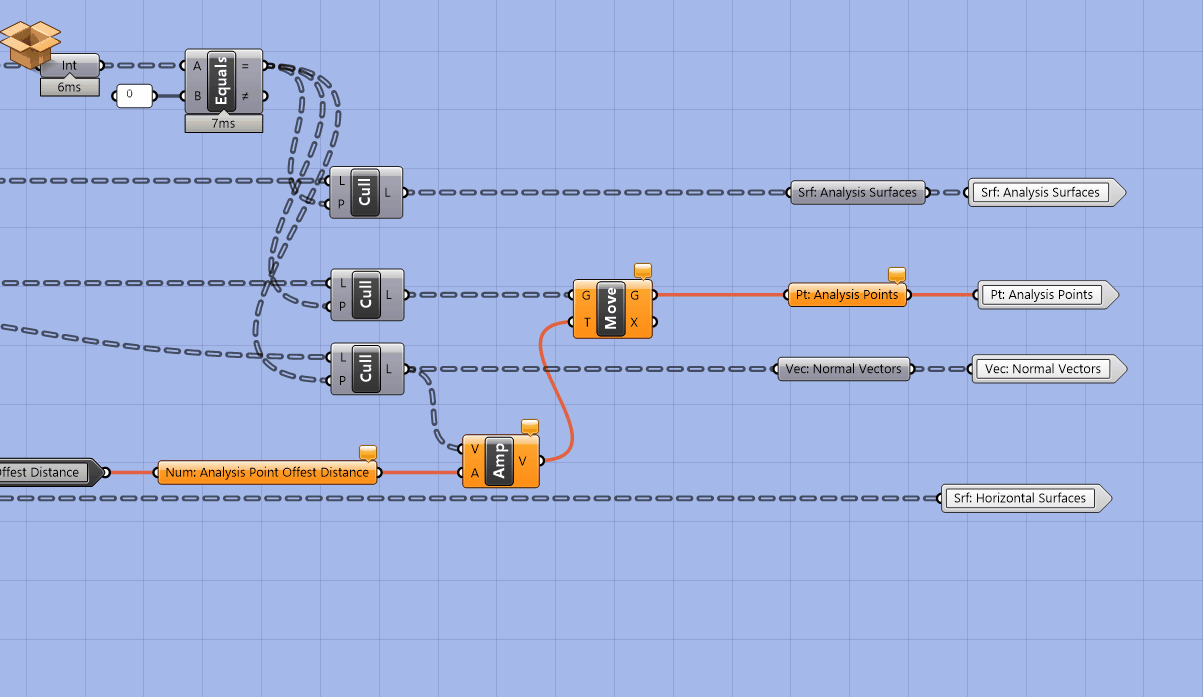 Int
6ms
0
A
B
Equals
=
≠
7ms
L
P
Cull
L
Srf: Analysis Surfaces
Srf: Analysis Surfaces
L
P
Cull
L
G
T
Move
G
X
Pt: Analysis Points
Pt: Analysis Points
L
P
Cull
L
Vec: Normal Vectors
Vec: Normal Vectors
Offest Distance
Num: Analysis Point Offest Distance
V
A
Amp
V
Srf: Horizontal Surfaces